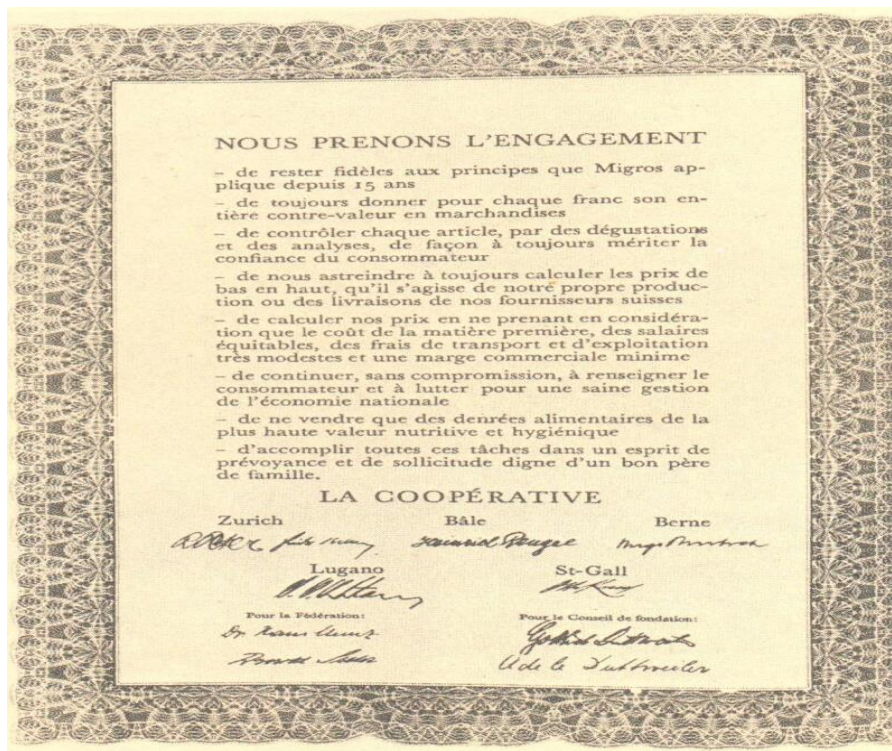 NOUS PRENONS L'ENGAGEMENT
– de rester fidèles aux principes que Migros ap-
plique depuis 15 ans
– de toujours donner pour chaque franc son en-
tière contre-valeur en marchandises
– de contrôler chaque article, par des dégustations
et des analyses, de façon à toujours mériter la
confiance du consommateur
– de nous astreindre à toujours calculer les prix de
bas en haut, qu'il s'agisse de notre propre produc-
tion ou des livraisons de nos fournisseurs suisses
– de calculer nos prix en ne prenant en considéra-
tion que le coût de la matière première, des salaires
équitables, des frais de transport et d'exploitation
très modestes et une marge commerciale minime
– de continuer, sans compromission, à renseigner le
consommateur et à lutter pour une saine gestion
de l'économie nationale
– de ne vendre que des denrées alimentaires de la
plus haute valeur nutritive et hygiénique
– d'accomplir toutes ces tâches dans un esprit de
prévoyance et de sollicitude digne d'un bon père
de famille.
LA COOPÉRATIVE
Zurich Bâle Berne
Lugano St-Gall
Pour la Fédération: Pour le Conseil de fondation:
Adele Duttweiler